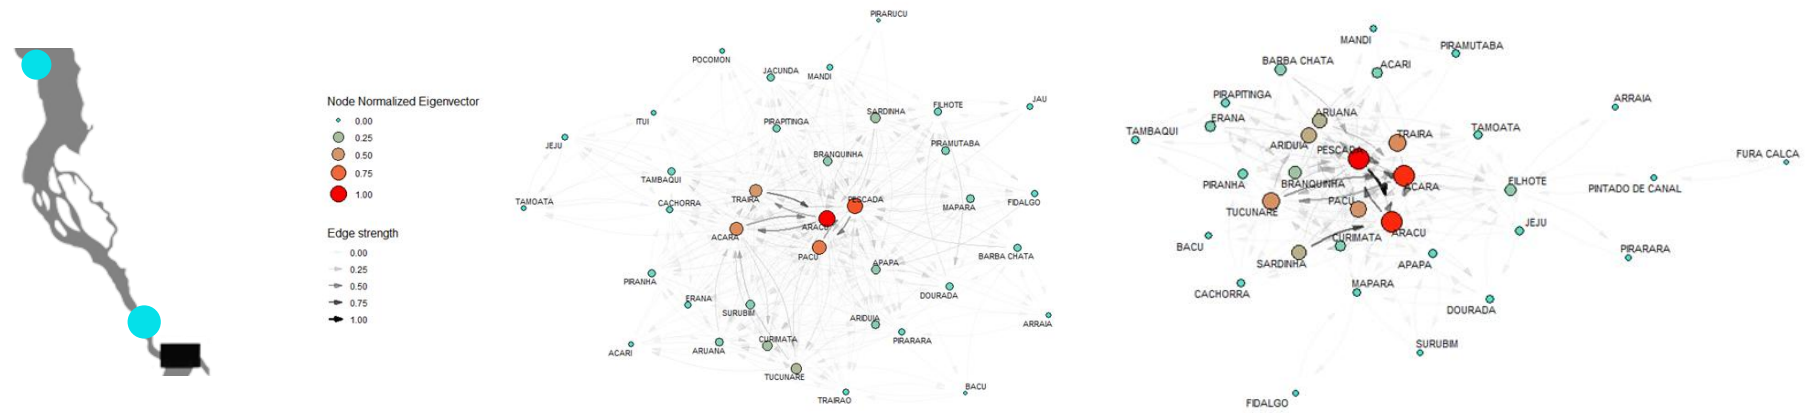 Node Normalized Eigenvector
0.00
0.25
0.50
0.75
1.00
Edge strength
0.00
0.25
0.50
0.75
1.00
PIRARUCU
POCOMON
JACUNDA
MANDI
SARDINHA
FILHOTE
JAU
ITUI
PIRAPITINGA
JEJU
PIRAMUTABA
BRANQUINHA
TAMBAQUI
TRAIRA
PESCADA
TAMOATA
CACHORRA
MAPARA
FIDALGO
ARACU
ACARA
PACU
BARBA CHATA
APAPA
PIRANHA
DOURADA
ERANA
SURUBIM
ARIDUIA
ARRAIA
PIRARARA
CURIMATA
ACARI
ARUANA
TUCUNARE
BACU
TRAIRAO
MANDI
PIRAMUTABA
BARBA CHATA
ACARI
PIRAPITINGA
ARRAIA
ERANA
ARUANA
TAMBAQUI
TRAIRA
TAMOATA
ARIDUIA
PESCADA
FURA CALCA
PIRANHA
BRANQUINHA
ACARA
FILHOTE
PINTADO DE CANAL
TUCUNARE
PACU
JEJU
ARACU
CURIMATA
BACU
PIRARARA
SARDINHA
APAPA
CACHORRA
MAPARA
DOURADA
SURUBIM
FIDALGO